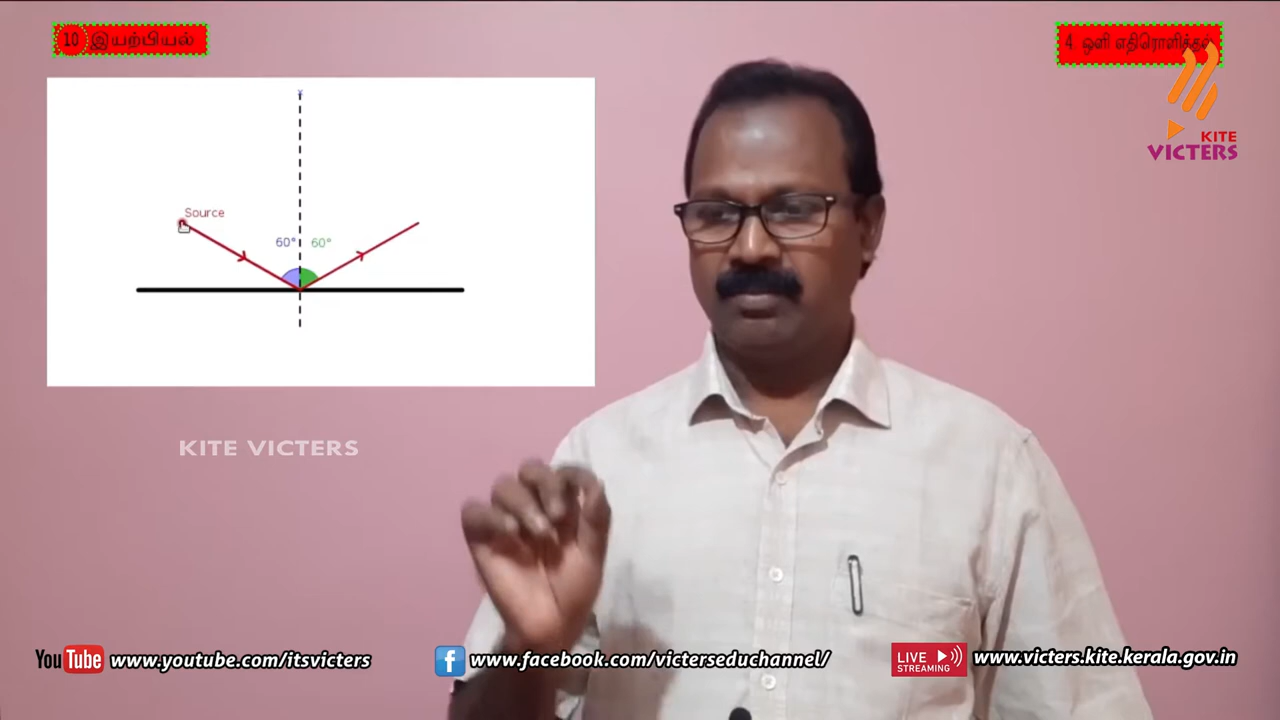 10 இயற்பியல்
4. ஒளி எதிரொளித்தல்
KITE
VICTERS
Source
60° 60°
KITE VICTERS
YouTube www.youtube.com/itsvicters
f www.facebook.com/victerseduchannel/
LIVE STREAMING www.victers.kite.kerala.gov.in